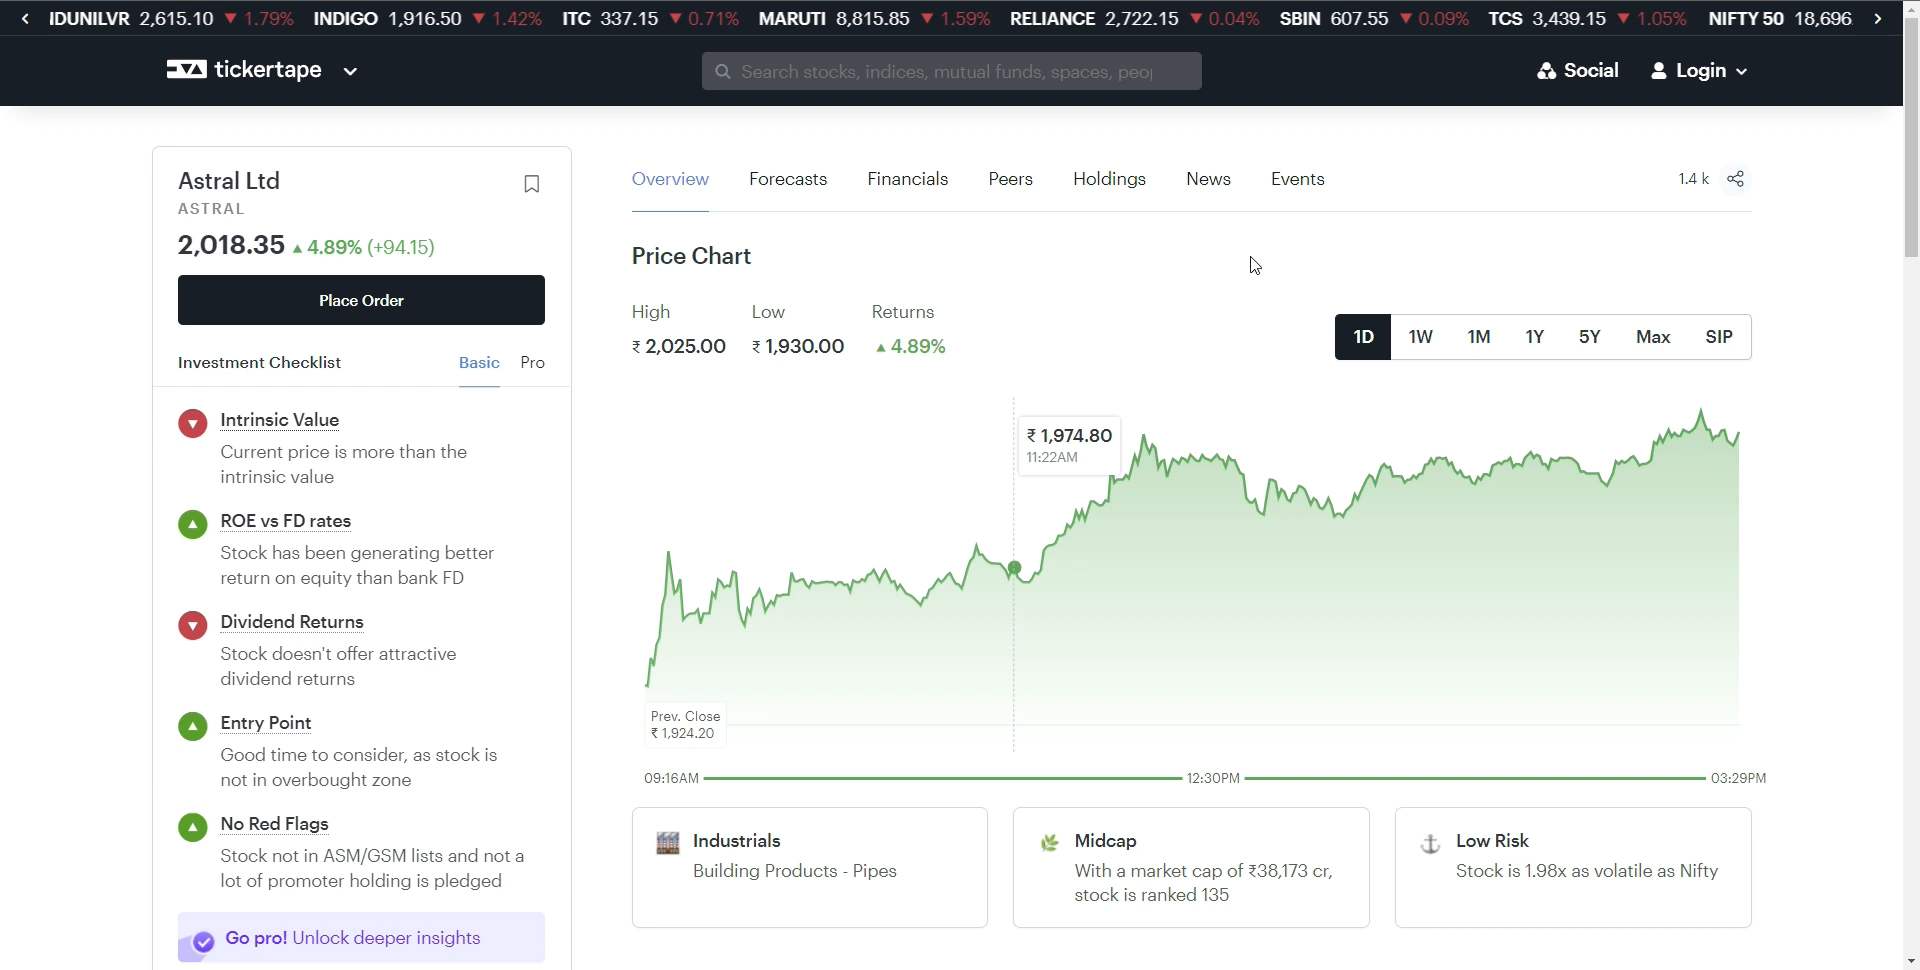 IDUNILVR 2,615.10 ▼ 1.79% INDIGO 1,916.50 ▼ 1.42% ITC 337.15 ▼ 0.71% MARUTI 8,815.85 ▼ 1.59% RELIANCE 2,722.15 ▼ 0.04% SBIN 607.55 ▼ 0.09% TCS 3,439.15 ▼ 1.05% NIFTY 50 18,696
tickertape
Search stocks, indices, mutual funds, spaces, peo
Social
Login
Astral Ltd
ASTRAL
2,018.35 ▲ 4.89% (+94.15)
Place Order
Investment Checklist Basic Pro
Intrinsic Value
Current price is more than the
intrinsic value
ROE vs FD rates
Stock has been generating better
return on equity than bank FD
Dividend Returns
Stock doesn't offer attractive
dividend returns
Entry Point
Good time to consider, as stock is
not in overbought zone
No Red Flags
Stock not in ASM/GSM lists and not a
lot of promoter holding is pledged
Go pro! Unlock deeper insights
Overview Forecasts Financials Peers Holdings News Events 1.4 k
Price Chart
High Low Returns
₹ 2,025.00 ₹ 1,930.00 ▲ 4.89%
1D 1W 1M 1Y 5Y Max SIP
₹ 1,974.80
11:22AM
Prev. Close
₹ 1,924.20
09:16AM 12:30PM 03:29PM
Industrials
Building Products - Pipes
Midcap
With a market cap of ₹38,173 cr,
stock is ranked 135
Low Risk
Stock is 1.98x as volatile as Nifty